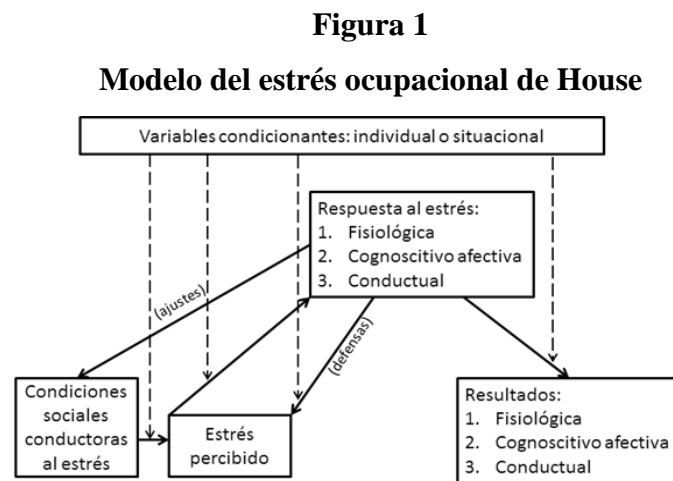 Figura 1
Modelo del estrés ocupacional de House
Variables condicionantes: individual o situacional
Respuesta al estrés:
1. Fisiológica
2. Cognoscitivo afectiva
3. Conductual
(ajustes)
(defensas)
Condiciones
sociales
conductoras
al estrés
Estrés
percibido
Resultados:
1. Fisiológica
2. Cognoscitivo afectiva
3. Conductual